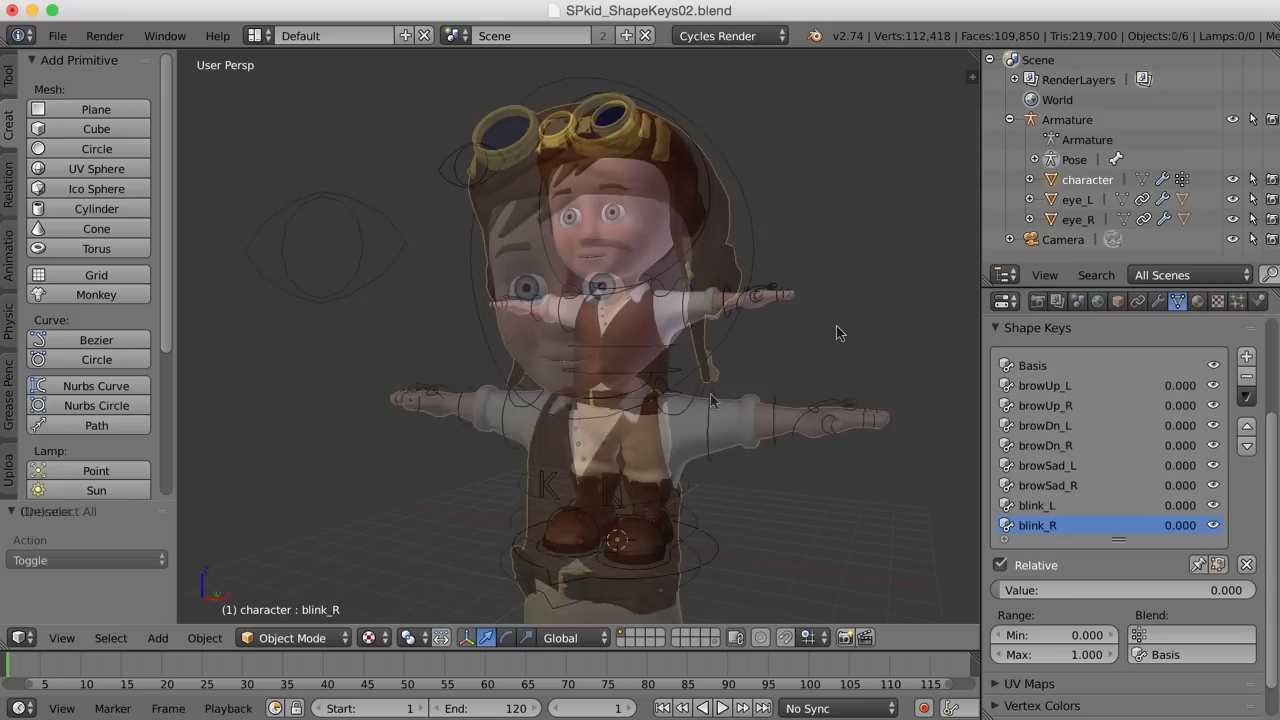 SPkid_ShapeKeys02.blend
File Render Window Help Default Scene 2 Cycles Render v2.74 | Verts:112,418 | Faces:109,850 | Tris:219,700 | Objects:0/6 | Lamps:0/0 | Me
Add Primitive
User Persp
Mesh:
Plane
Cube
Circle
UV Sphere
Ico Sphere
Cylinder
Cone
Torus
Grid
Monkey
Curve:
Bezier
Circle
Nurbs Curve
Nurbs Circle
Path
Lamp:
Point
Sun
Tool
Creat
Relation
Animatio
Physic
Grease Penc
Uploa
Action
Toggle
K
(1) character : blink_R
View Select Add Object Object Mode Global
5 10 15 20 25 30 35 40 45 50 55 60 65 70 75 80 85 90 95 100 105 110 115
View Marker Frame Playback Start: 1 End: 120 1 No Sync
Scene
RenderLayers |
World
Armature
Armature
Pose |
character |
eye_L |
eye_R |
Camera |
View Search All Scenes
Shape Keys
Basis
browUp_L 0.000
browUp_R 0.000
browDn_L 0.000
browDn_R 0.000
browSad_L 0.000
browSad_R 0.000
blink_L 0.000
blink_R 0.000
Relative
Value: 0.000
Range: Blend:
Min: 0.000
Max: 1.000 Basis
UV Maps
Vertex Colors